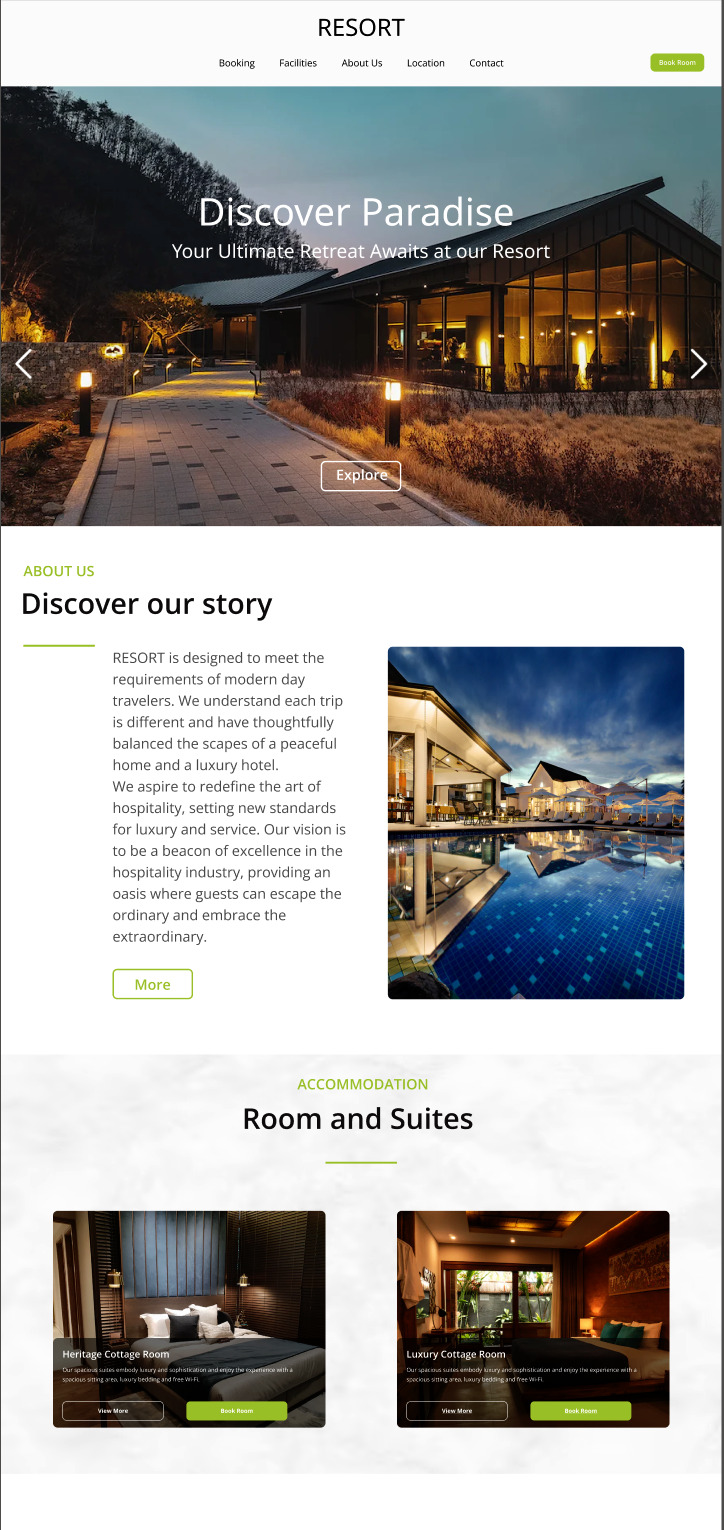 RESORT
Booking Facilities About Us Location Contact Book Room
Discover Paradise
Your Ultimate Retreat Awaits at our Resort
Explore
ABOUT US
Discover our story
RESORT is designed to meet the
requirements of modern day
travelers. We understand each trip
is different and have thoughtfully
balanced the scapes of a peaceful
home and a luxury hotel.
We aspire to redefine the art of
hospitality, setting new standards
for luxury and service. Our vision is
to be a beacon of excellence in the
hospitality industry, providing an
oasis where guests can escape the
ordinary and embrace the
extraordinary.
More
ACCOMMODATION
Room and Suites
Heritage Cottage Room
Our spacious suites embody luxury and sophistication and enjoy the experience with a
spacious sitting area, luxury bedding and free Wi-Fi.
View More Book Room
Luxury Cottage Room
Our spacious suites embody luxury and sophistication and enjoy the experience with a
spacious sitting area, luxury bedding and free Wi-Fi.
View More Book Room